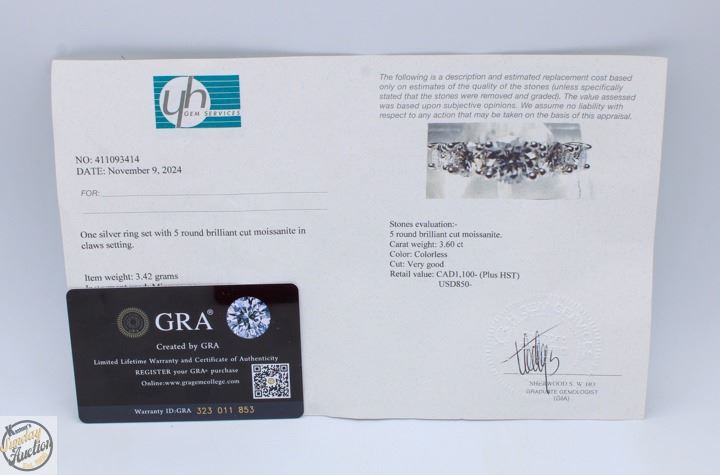 yh
GEM SERVICES
NO: 411093414
DATE: November 9, 2024
FOR:
One silver ring set with 5 round brilliant cut moissanite in
claws setting.
Item weight: 3.42 grams
The following is a description and estimated replacement cost based
only on estimates of the quality of the stones (unless specifically
stated (that the stones were removed and graded). The value assessed
was based upon subjective opinions. We assume no liability with
respect to any action that may be taken on the basis of this appraisal.
Stones evaluation:-
5 round brilliant cut moissanite.
Carat weight: 3.60 ct
Color: Colorless
Cut: Very good
Retail value: CAD1,100- (Plus HST)
USD850-
SHERWOOD S. W. HO
GRADUATE GEMOLOGIST
(GIA)
GRA®
Created by GRA
Limited Lifetime Warranty and Certificate of Authenticity
REGISTER your GRA® purchase
Online:www.gragemcollege.com
Warranty ID:GRA 323 011 853
Sunday
Auction